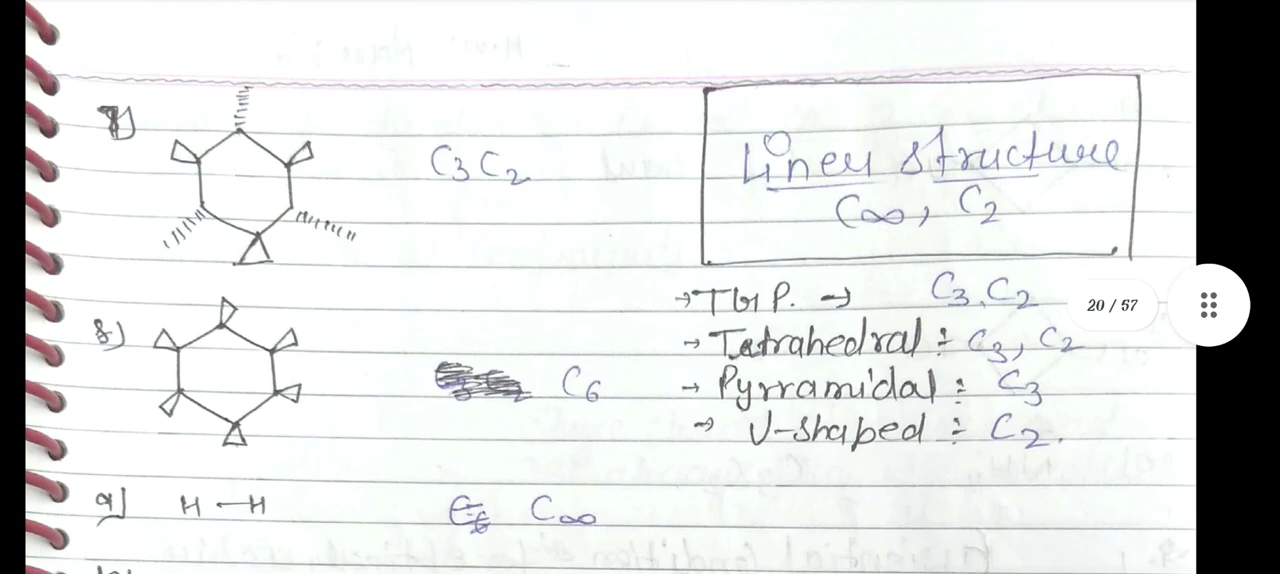 7)
C3 C2
Linear structure
C∞, C2
→ TBP. → C3, C2
20 / 57
8)
C6
→ Tetrahedral ÷ C3, C2
→ Pyrramidal ÷ C3
→ V-shaped ÷ C2.
9) H—H C∞